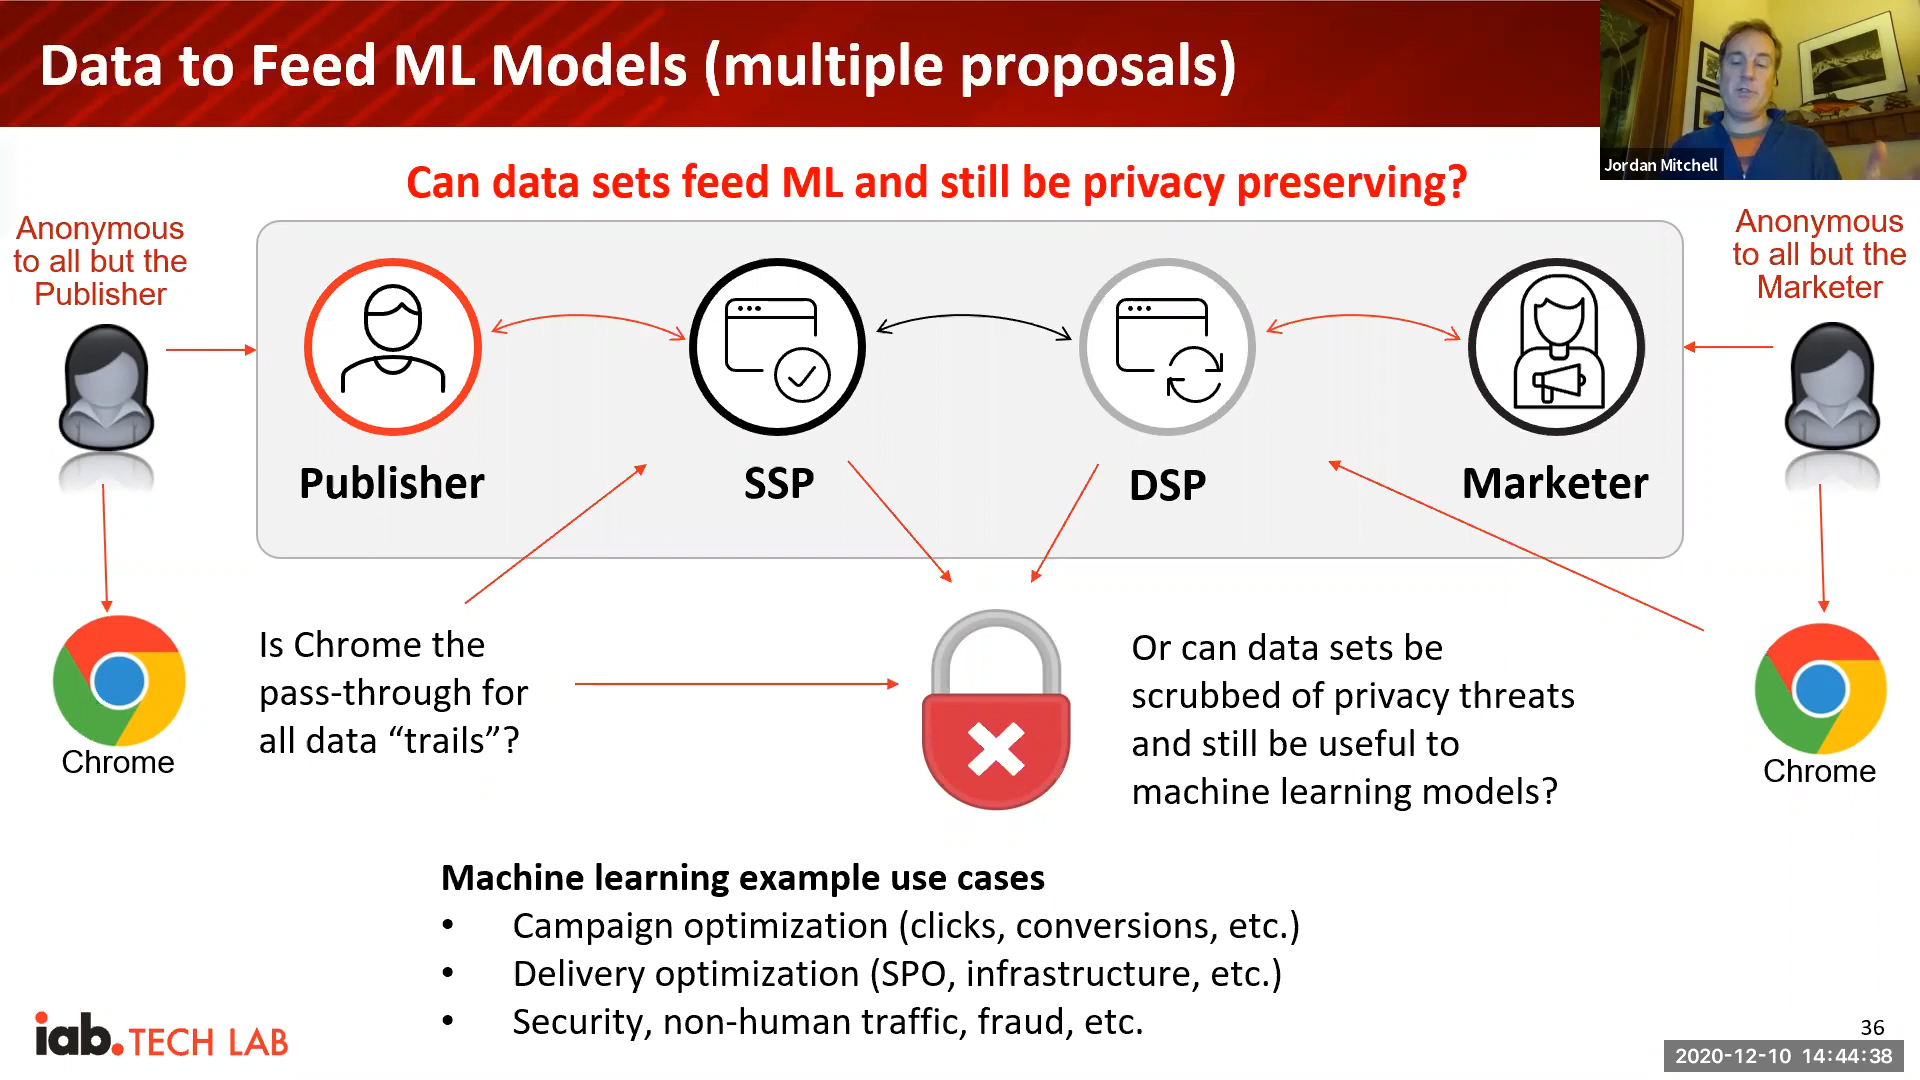 Data to Feed ML Models (multiple proposals)
Jordan Mitchell
Can data sets feed ML and still be privacy preserving?
Anonymous
to all but the
Publisher
Anonymous
to all but the
Marketer
Publisher
SSP
DSP
Marketer
Chrome
Is Chrome the
pass-through for
all data “trails”?
Or can data sets be
scrubbed of privacy threats
and still be useful to
machine learning models?
Chrome
Machine learning example use cases
• Campaign optimization (clicks, conversions, etc.)
• Delivery optimization (SPO, infrastructure, etc.)
• Security, non-human traffic, fraud, etc.
iab.TECH LAB
36
2020-12-10 14:44:38